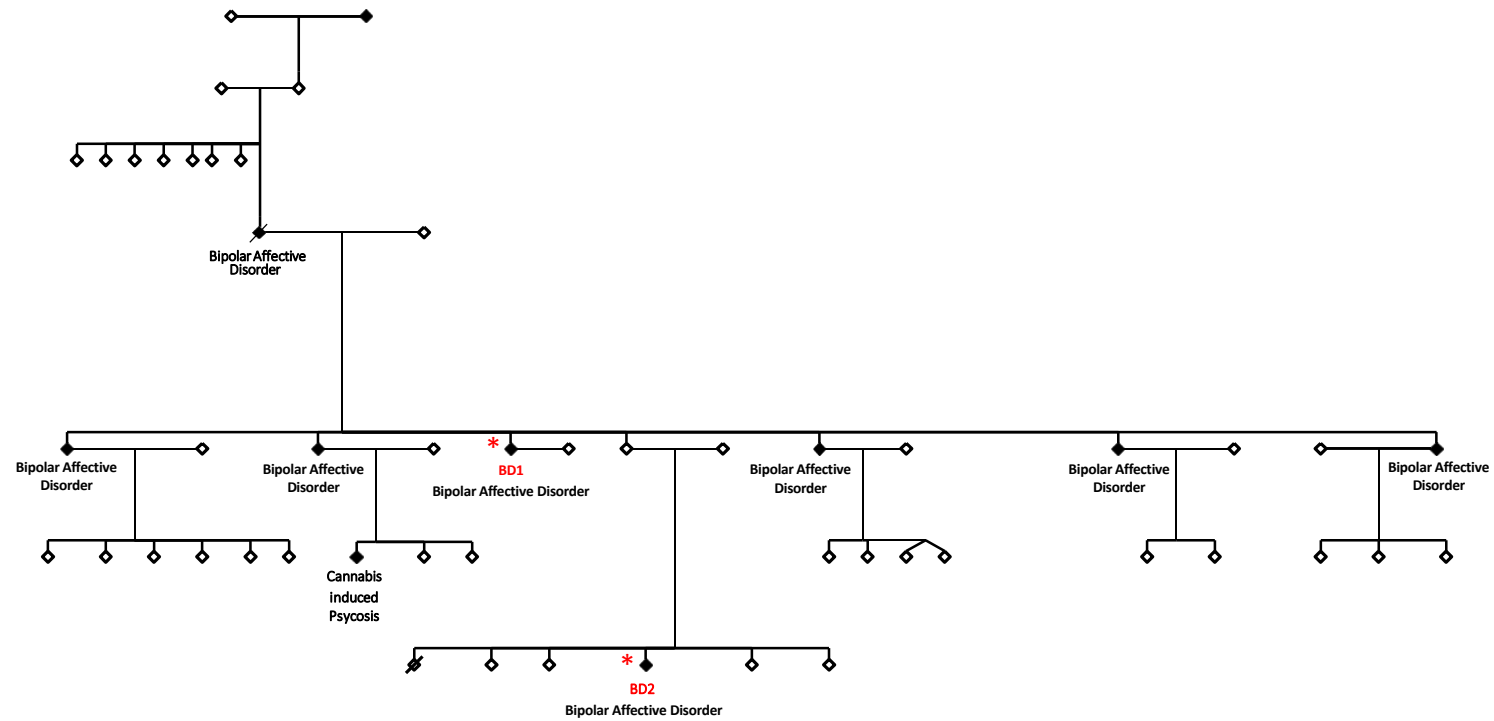 Bipolar Affective
Disorder
Bipolar Affective
Disorder
Bipolar Affective
Disorder
*
BD1
Bipolar Affective Disorder
Bipolar Affective
Disorder
Bipolar Affective
Disorder
Bipolar Affective
Disorder
Cannabis
induced
Psycosis
*
BD2
Bipolar Affective Disorder